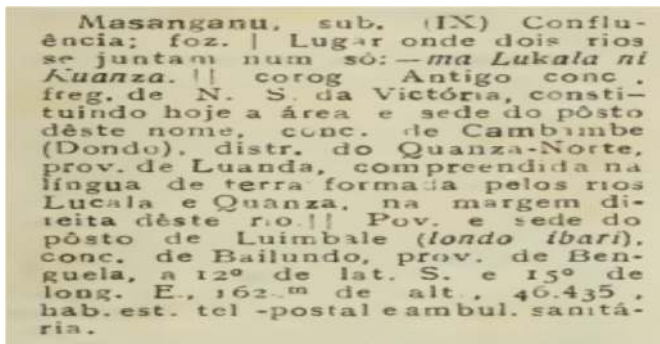 Masanganu, sub. (IX) Conflu-
ência; foz. | Lugar onde dois rios
se juntam num só: — ma Lukala ni
Kuanza. || corog Antigo conc.,
freg. de N. S. da Victória, consti-
tuindo hoje a área e sede do pôsto
dêste nome, conc. de Cambambe
(Dondo), distr. do Quanza-Norte,
prov. de Luanda, compreendida na
língua de terra formada pelos rios
Lucala e Quanza, na margem di-
reita dêste rio. || Pov. e sede do
pôsto de Luimbale (londo ibari),
conc. de Bailundo, prov. de Ben-
guela, a 12º de lat. S. e 15º de
long. E., 162.m de alt., 46.435,
hab. est. tel-postal e ambul. sanitá-
ria.